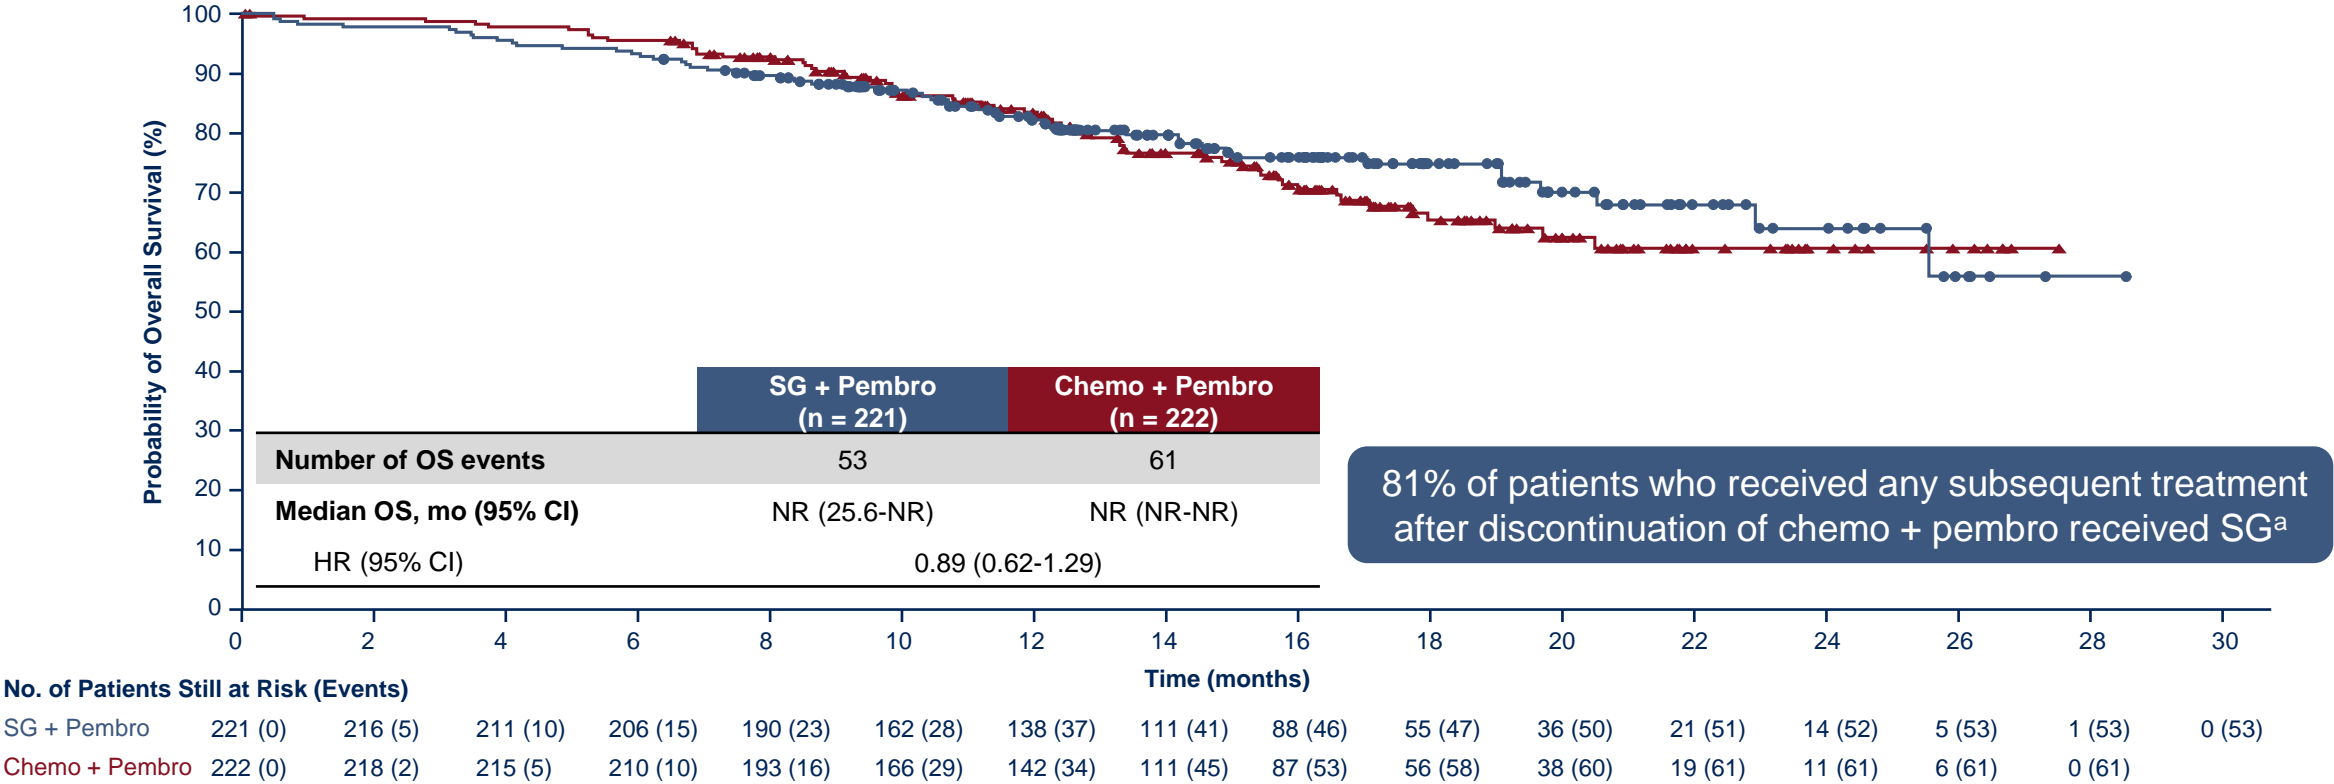 Probability of Overall Survival (%)
100
90
80
70
60
50
40
30
20
10
0
SG + Pembro
(n = 221)
Chemo + Pembro
(n = 222)
Number of OS events 53 61
Median OS, mo (95% CI) NR (25.6-NR) NR (NR-NR)
HR (95% CI) 0.89 (0.62-1.29)
81% of patients who received any subsequent treatment
after discontinuation of chemo + pembro received SGᵃ
0 2 4 6 8 10 12 14 16 18 20 22 24 26 28 30
Time (months)
No. of Patients Still at Risk (Events)
SG + Pembro 221 (0) 216 (5) 211 (10) 206 (15) 190 (23) 162 (28) 138 (37) 111 (41) 88 (46) 55 (47) 36 (50) 21 (51) 14 (52) 5 (53) 1 (53) 0 (53)
Chemo + Pembro 222 (0) 218 (2) 215 (5) 210 (10) 193 (16) 166 (29) 142 (34) 111 (45) 87 (53) 56 (58) 38 (60) 19 (61) 11 (61) 6 (61) 0 (61)